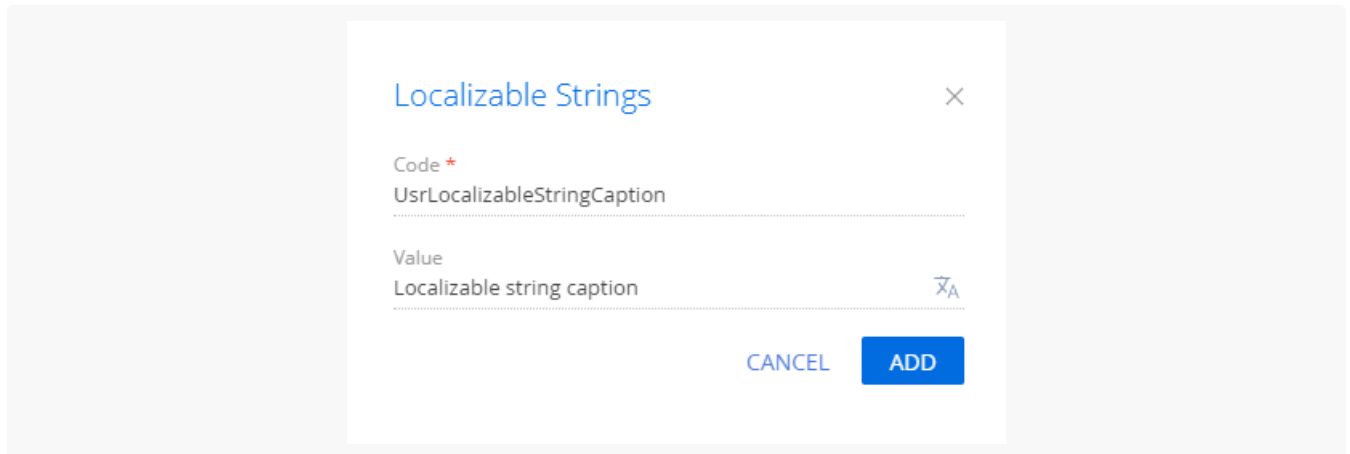 Localizable Strings
Code *
UsrLocalizableStringCaption
Value
Localizable string caption
CANCEL ADD